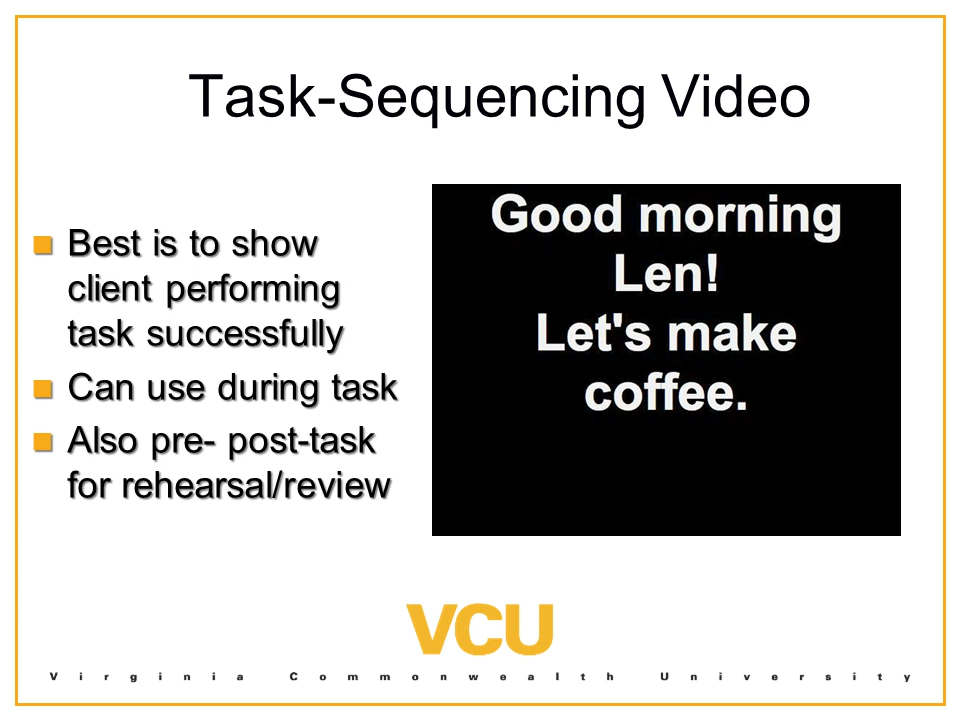 Task-Sequencing Video
Best is to show
client performing
task successfully
Can use during task
Also pre- post-task
for rehearsal/review
Good morning
Len!
Let's make
coffee.
VCU
Virginia Commonwealth University